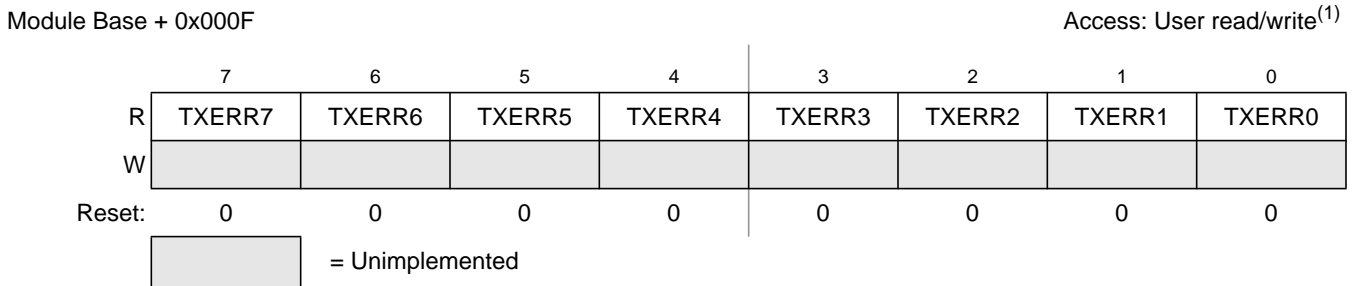 Module Base + 0x000F Access: User read/write(1)
7 6 5 4 3 2 1 0
R TXERR7 TXERR6 TXERR5 TXERR4 TXERR3 TXERR2 TXERR1 TXERR0
W
Reset: 0 0 0 0 0 0 0 0
= Unimplemented